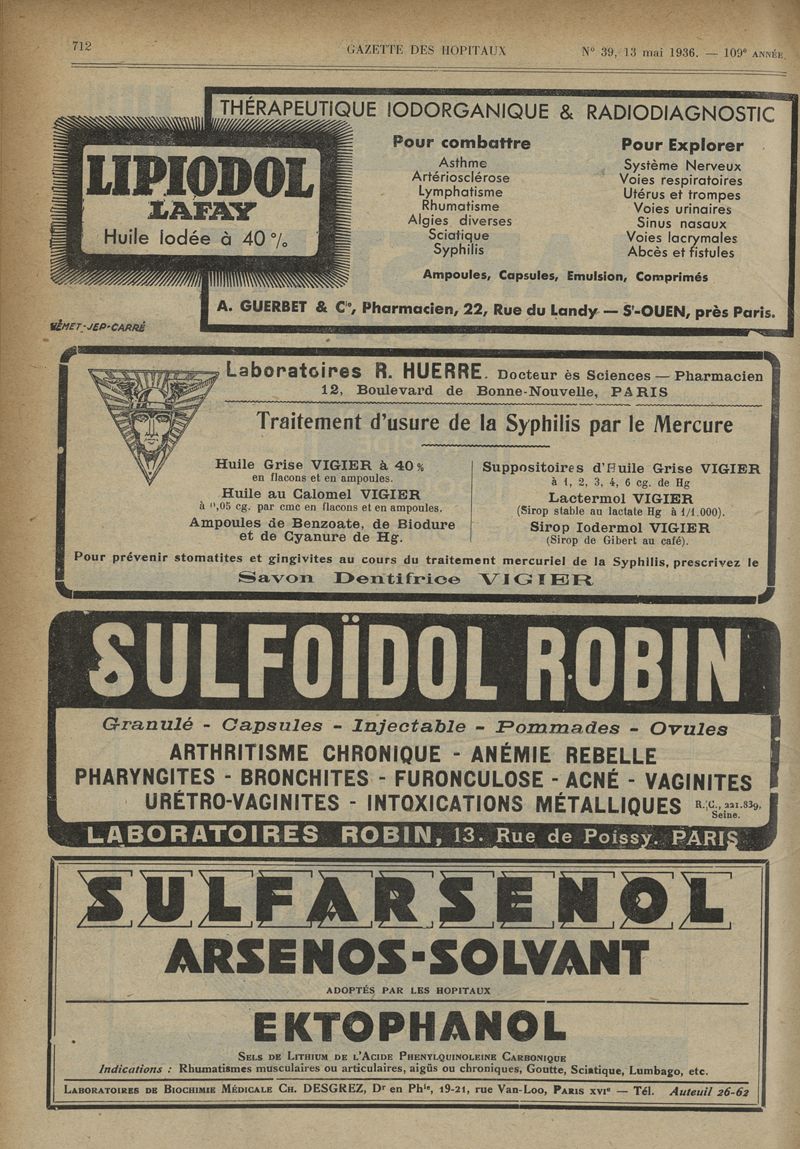 712
GAZETTE DES HOPITAUX
N° 39, 13 mai 1936. — 109e ANNÉE
THÉRAPEUTIQUE IODORGANIQUE & RADIODIAGNOSTIC
LIPIODOL
LAFAY
Huile Iodée à 40 %
Pour combattre
Asthme
Artériosclérose
Lymphatisme
Rhumatisme
Algies diverses
Sciatique
Syphilis
Pour Explorer
Système Nerveux
Voies respiratoires
Utérus et trompes
Voies urinaires
Sinus nasaux
Voies lacrymales
Abcès et fistules
Ampoules, Capsules, Emulsion, Comprimés
A. GUERBET & Cie, Pharmacien, 22, Rue du Landy — St-OUEN, près Paris.
NÉMET-JEP-CARRÉ
Laboratoires R. HUERRE. Docteur ès Sciences — Pharmacien
12, Boulevard de Bonne-Nouvelle, PARIS
Traitement d'usure de la Syphilis par le Mercure
Huile Grise VIGIER à 40 %
en flacons et en ampoules.
Huile au Calomel VIGIER
à 0,05 cg. par cmc en flacons et en ampoules.
Ampoules de Benzoate, de Biodure
et de Cyanure de Hg.
Suppositoires d'Huile Grise VIGIER
à 1, 2, 3, 4, 6 cg. de Hg
Lactermol VIGIER
(Sirop stable au lactate Hg à 1/1.000).
Sirop Iodermol VIGIER
(Sirop de Gibert au café).
Pour prévenir stomatites et gingivites au cours du traitement mercuriel de la Syphilis, prescrivez le
Savon Dentifrice VIGIER
SULFOÏDOL ROBIN
Granulé - Capsules - Injectable - Pommades - Ovules
ARTHRITISME CHRONIQUE - ANÉMIE REBELLE
PHARYNGITES - BRONCHITES - FURONCULOSE - ACNÉ - VAGINITES
URÉTRO-VAGINITES - INTOXICATIONS MÉTALLIQUES R. C., 221.839, Seine.
LABORATOIRES ROBIN, 13. Rue de Poissy. PARIS
SULFARSENOL
ARSENOS-SOLVANT
ADOPTÉS PAR LES HOPITAUX
EKTOPHANOL
SELS DE LITHIUM DE L'ACIDE PHENYLQUINOLEINE CARBONIQUE
Indications : Rhumatismes musculaires ou articulaires, aigüs ou chroniques, Goutte, Sciatique, Lumbago, etc.
LABORATOIRES DE BIOCHIMIE MÉDICALE CH. DESGREZ, Dr en Phie, 19-21, rue Van-Loo, PARIS XVIe — Tél. Auteuil 26-62